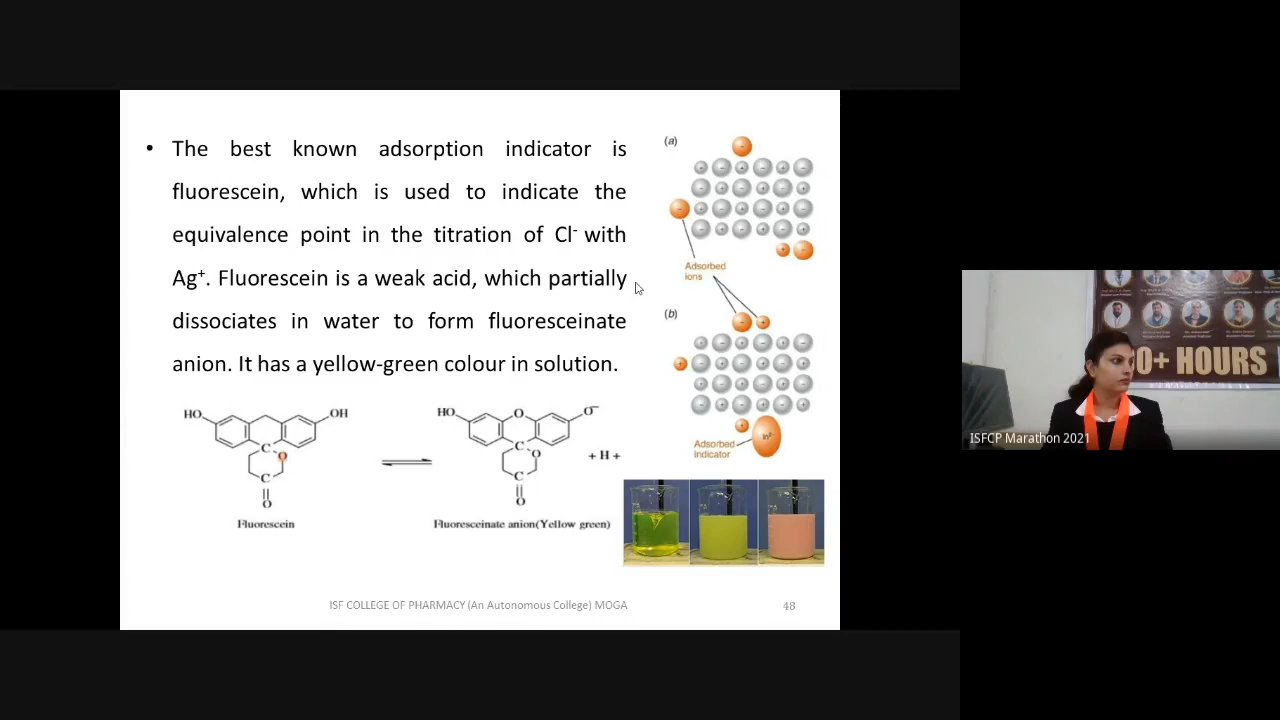 • The best known adsorption indicator is
fluorescein, which is used to indicate the
equivalence point in the titration of Cl⁻ with
Ag⁺. Fluorescein is a weak acid, which partially
dissociates in water to form fluoresceinate
anion. It has a yellow-green colour in solution.
HO OH
C O
C
O
Fluorescein
HO O O⁻
C O
C
O
+ H +
Fluoresceinate anion(Yellow green)
(a)
Adsorbed
ions
(b)
Adsorbed
indicator
ISF COLLEGE OF PHARMACY (An Autonomous College) MOGA
48
0+ HOURS
ISFCP Marathon 2021